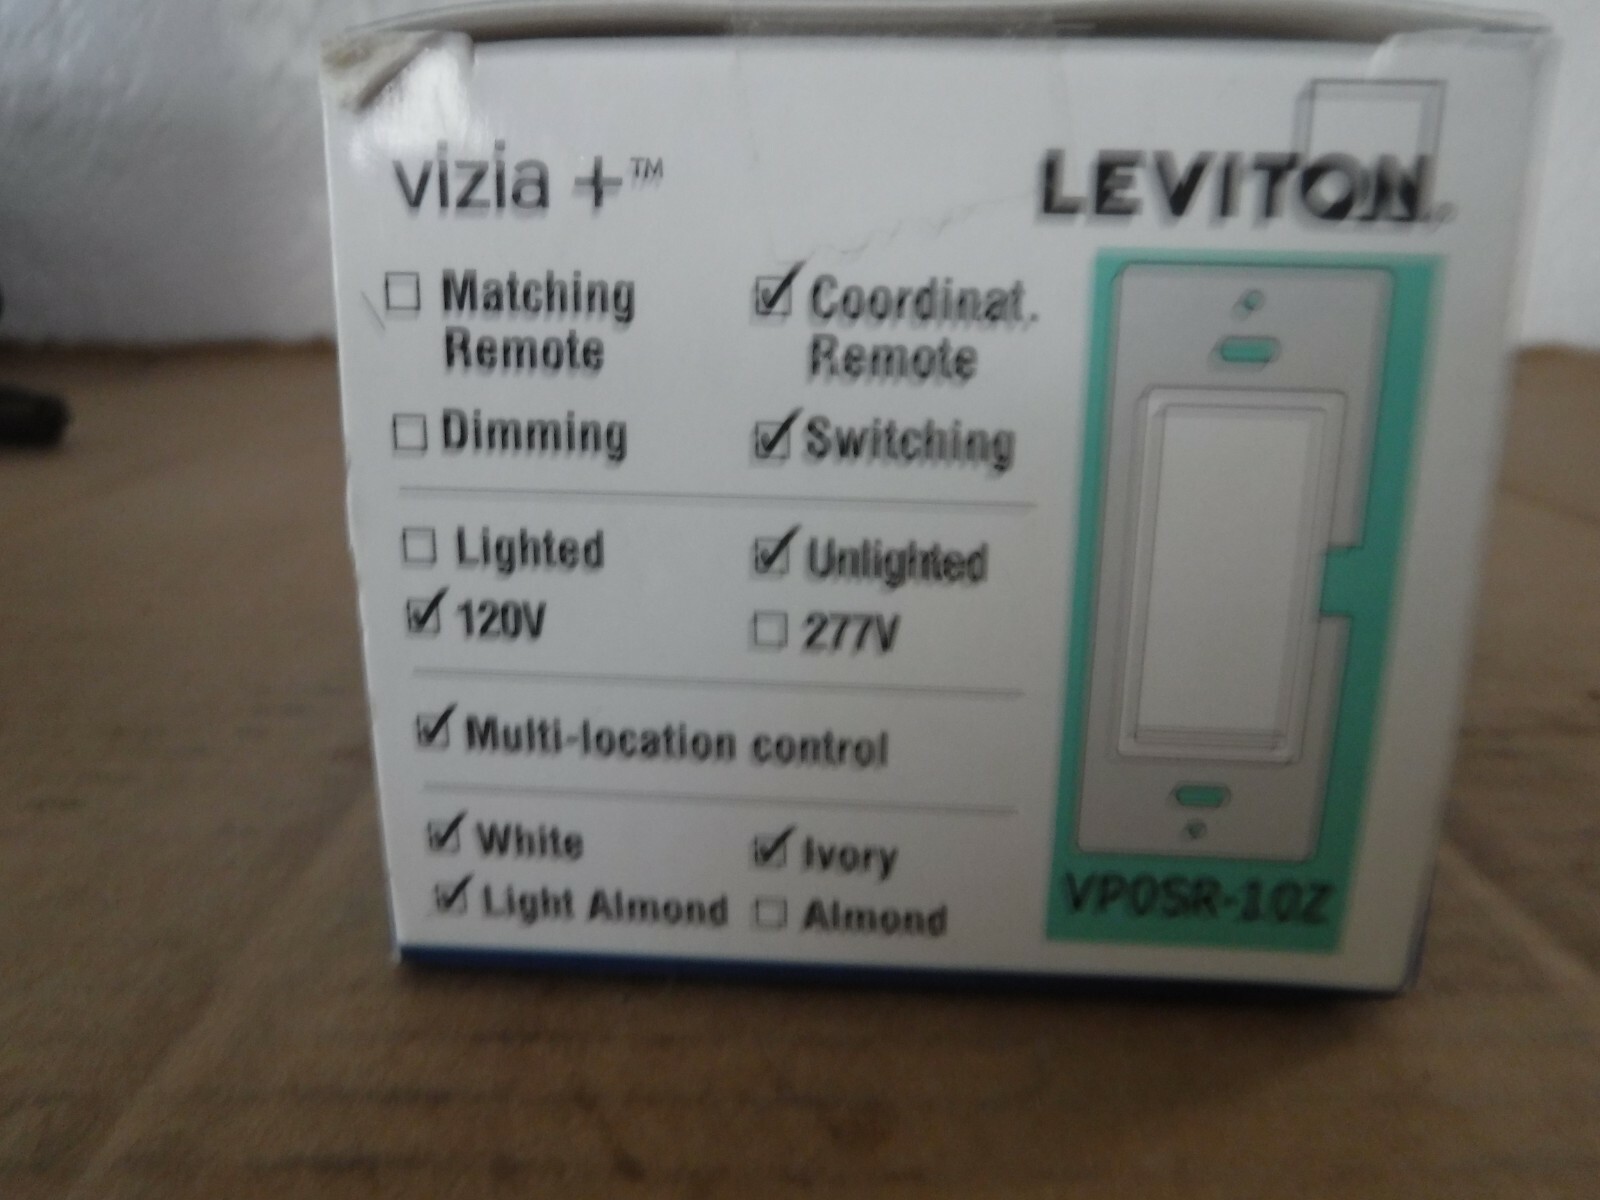 vizia +™
LEVITON
☐ Matching Remote
☑ Coordinat. Remote
☐ Dimming
☑ Switching
☐ Lighted
☑ Unlighted
☑ 120V
☐ 277V
☑ Multi-location control
☑ White
☑ Ivory
☑ Light Almond
☐ Almond
VP0SR-10Z